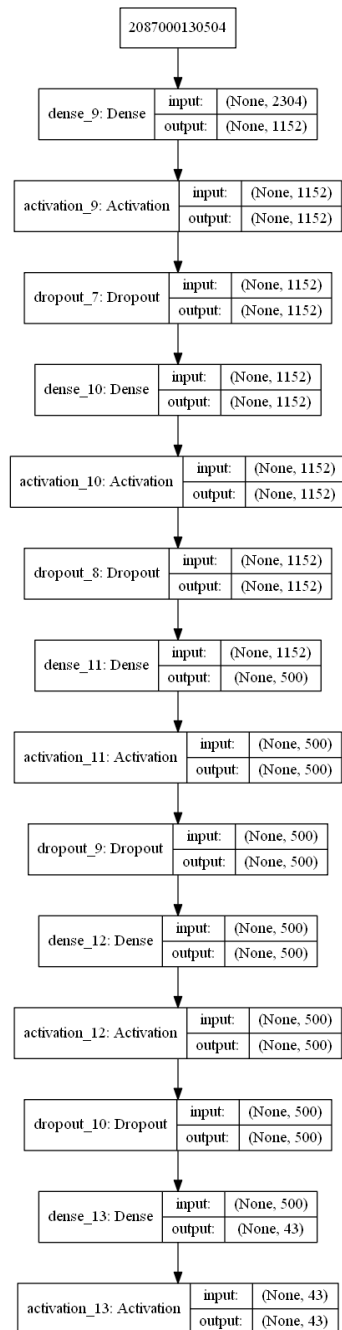 2087000130504
dense_9: Dense
input: (None, 2304)
output: (None, 1152)
activation_9: Activation
input: (None, 1152)
output: (None, 1152)
dropout_7: Dropout
input: (None, 1152)
output: (None, 1152)
dense_10: Dense
input: (None, 1152)
output: (None, 1152)
activation_10: Activation
input: (None, 1152)
output: (None, 1152)
dropout_8: Dropout
input: (None, 1152)
output: (None, 1152)
dense_11: Dense
input: (None, 1152)
output: (None, 500)
activation_11: Activation
input: (None, 500)
output: (None, 500)
dropout_9: Dropout
input: (None, 500)
output: (None, 500)
dense_12: Dense
input: (None, 500)
output: (None, 500)
activation_12: Activation
input: (None, 500)
output: (None, 500)
dropout_10: Dropout
input: (None, 500)
output: (None, 500)
dense_13: Dense
input: (None, 500)
output: (None, 43)
activation_13: Activation
input: (None, 43)
output: (None, 43)